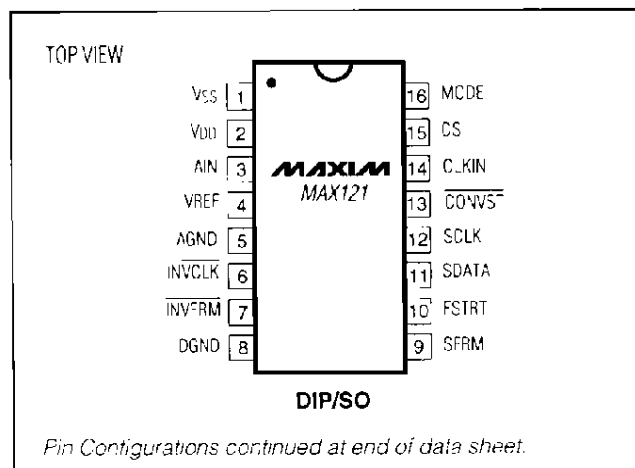 TOP VIEW
VSS 1
VDD 2
AIN 3
VREF 4
AGND 5
INVCLK 6
INVFRM 7
DGND 8
MAXIM
MAX121
16 MODE
15 CS
14 CLKIN
13 CONVST
12 SCLK
11 SDATA
10 FSTRT
9 SFRM
DIP/SO
Pin Configurations continued at end of data sheet.